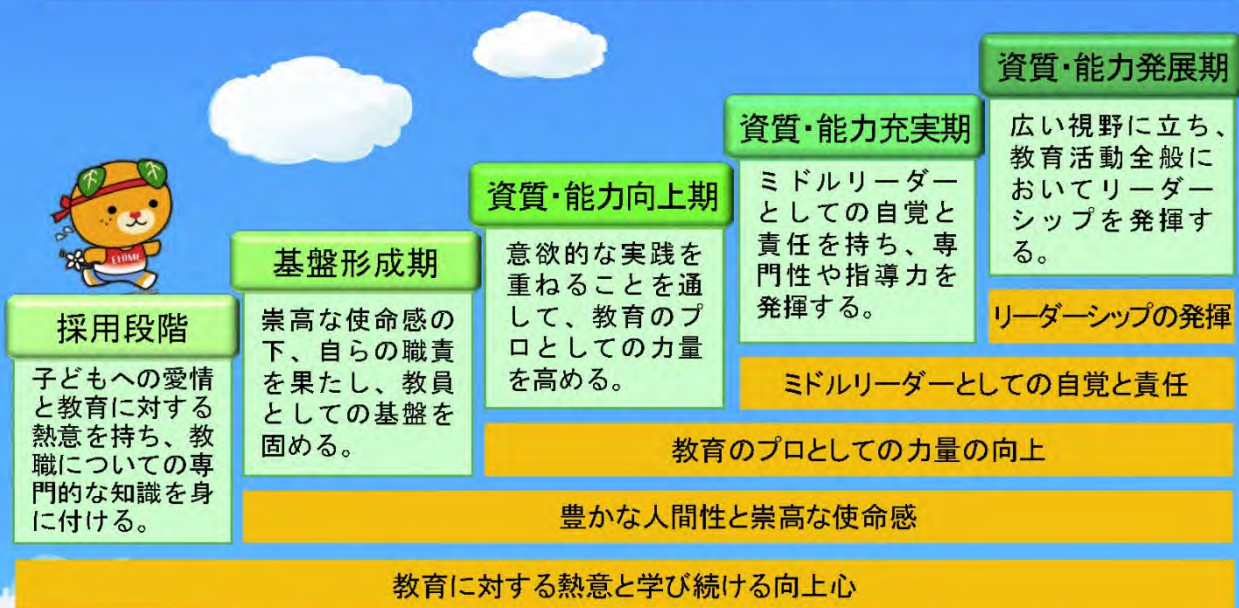 採用段階
子どもへの愛情
と教育に対する
熱意を持ち、教
職についての専
門的な知識を身
に付ける。
基盤形成期
崇高な使命感の
下、自らの職責
を果たし、教員
としての基盤を
固める。
資質・能力向上期
意欲的な実践を
重ねることを通
して、教育のプ
ロとしての力量
を高める。
資質・能力充実期
ミドルリーダー
としての自覚と
責任を持ち、専
門性や指導力を
発揮する。
資質・能力発展期
広い視野に立ち、
教育活動全般に
おいてリーダー
シップを発揮す
る。
リーダーシップの発揮
ミドルリーダーとしての自覚と責任
教育のプロとしての力量の向上
豊かな人間性と崇高な使命感
教育に対する熱意と学び続ける向上心
EHIME